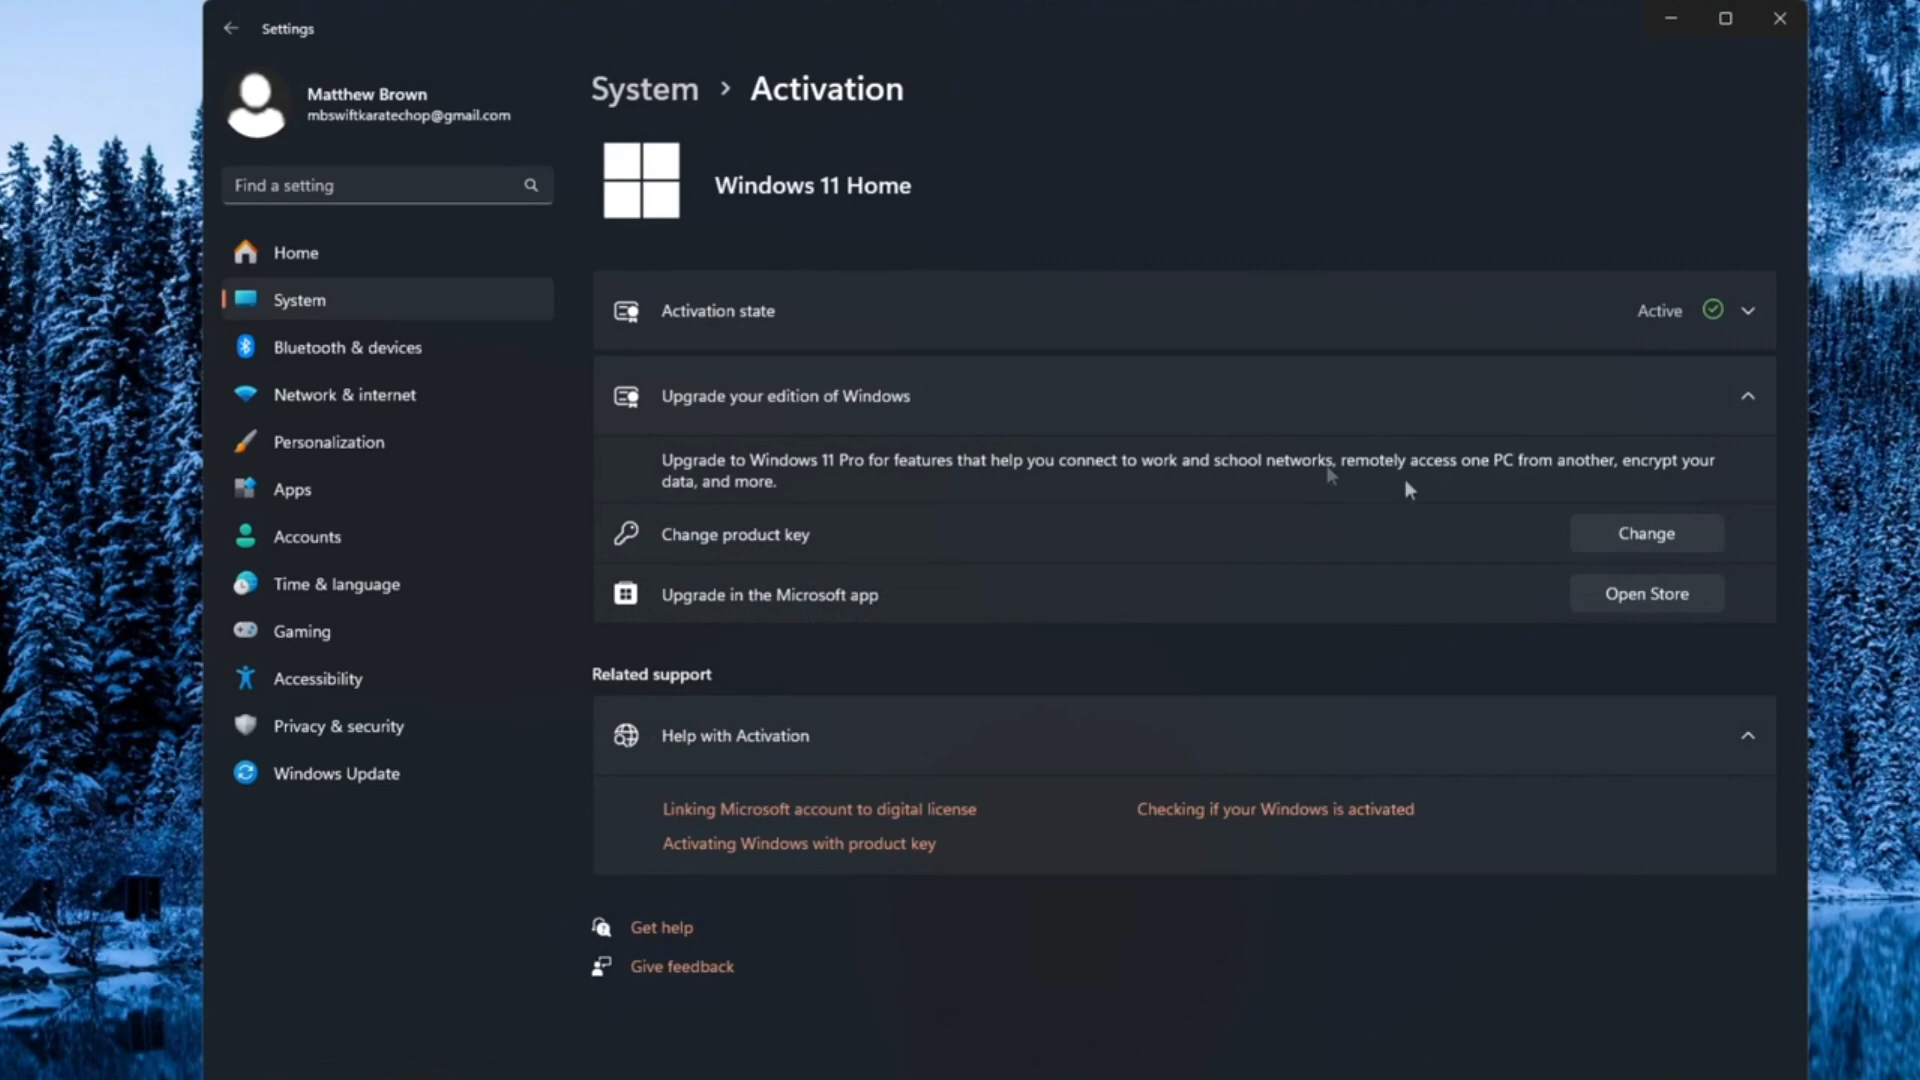 Settings
Matthew Brown
mbswiftkaratechop@gmail.com
Find a setting
Home
System
Bluetooth & devices
Network & internet
Personalization
Apps
Accounts
Time & language
Gaming
Accessibility
Privacy & security
Windows Update
System > Activation
Windows 11 Home
Activation state
Active
Upgrade your edition of Windows
Upgrade to Windows 11 Pro for features that help you connect to work and school networks, remotely access one PC from another, encrypt your
data, and more.
Change product key
Change
Upgrade in the Microsoft app
Open Store
Related support
Help with Activation
Linking Microsoft account to digital license
Checking if your Windows is activated
Activating Windows with product key
Get help
Give feedback